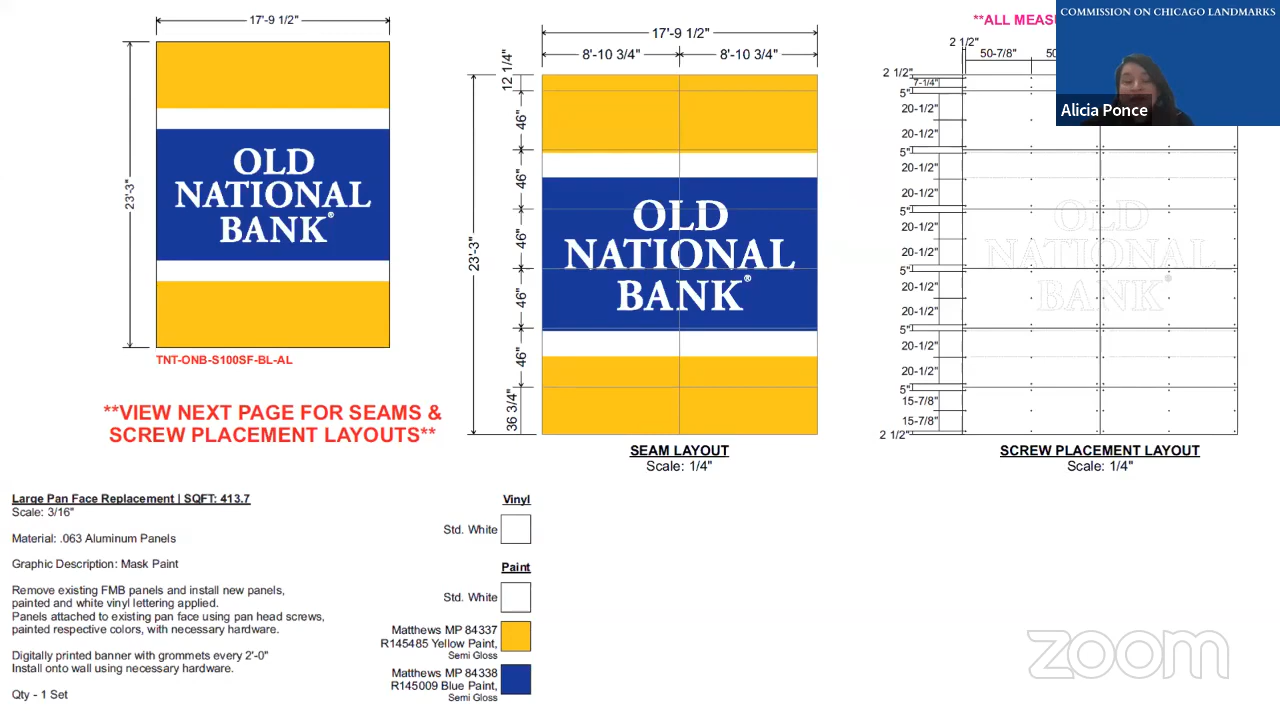 17'-9 1/2"
23'-3"
OLD
NATIONAL
BANK®
TNT-ONB-S100SF-BL-AL
**VIEW NEXT PAGE FOR SEAMS &
SCREW PLACEMENT LAYOUTS**
17'-9 1/2"
8'-10 3/4"
8'-10 3/4"
12 1/4"
46"
46"
46"
46"
46"
36 3/4"
23'-3"
OLD
NATIONAL
BANK®
SEAM LAYOUT
Scale: 1/4"
**ALL
2 1/2"
50-7/8"
2 1/2"
7-1/4"
5"
20-1/2"
20-1/2"
5"
20-1/2"
20-1/2"
5"
20-1/2"
20-1/2"
5"
20-1/2"
20-1/2"
5"
20-1/2"
20-1/2"
5"
15-7/8"
15-7/8"
2 1/2"
OLD
NATIONAL
BANK®
SCREW PLACEMENT LAYOUT
Scale: 1/4"
COMMISSION ON CHICAGO LANDMARKS
Alicia Ponce
Large Pan Face Replacement | SQFT: 413.7
Scale: 3/16"
Material: .063 Aluminum Panels
Graphic Description: Mask Paint
Remove existing FMB panels and install new panels,
painted and white vinyl lettering applied.
Panels attached to existing pan face using pan head screws,
painted respective colors, with necessary hardware.
Digitally printed banner with grommets every 2'-0"
Install onto wall using necessary hardware.
Qty - 1 Set
Vinyl
Std. White
Paint
Std. White
Matthews MP 84337
R145485 Yellow Paint,
Semi Gloss
Matthews MP 84338
R145009 Blue Paint,
Semi Gloss
zoom